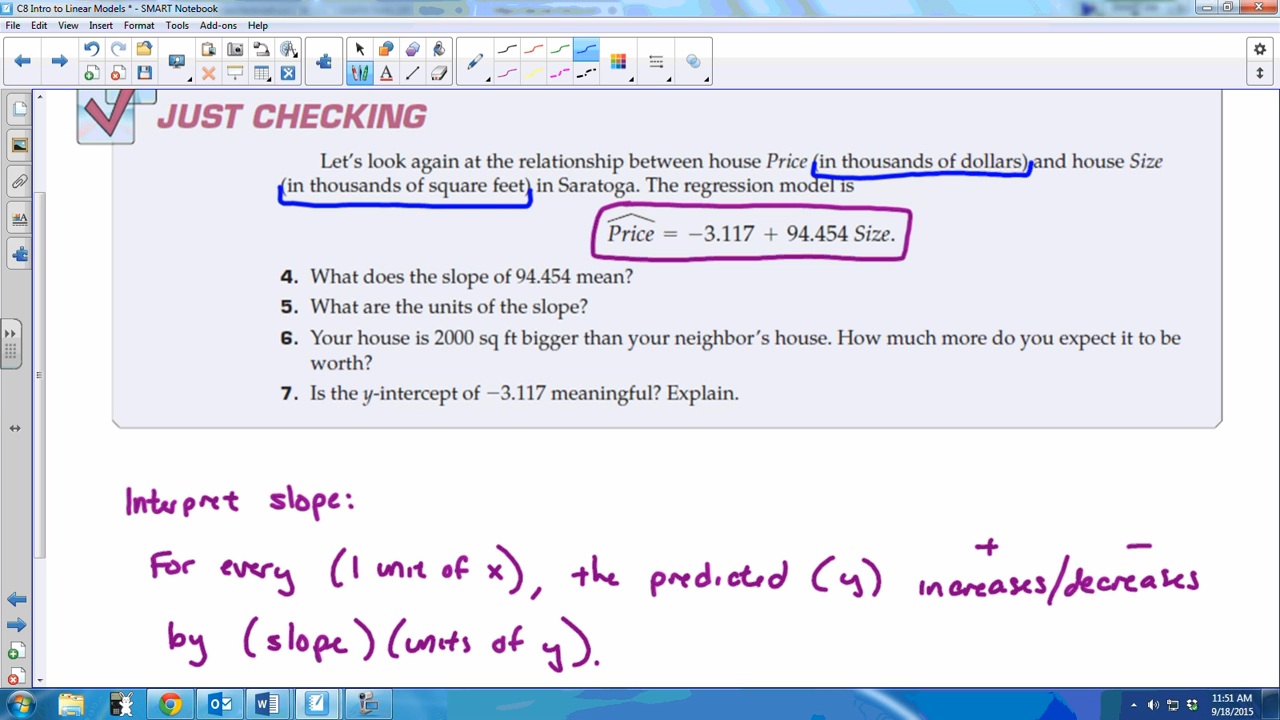 C8 Intro to Linear Models * - SMART Notebook
File Edit View Insert Format Tools Add-ons Help
JUST CHECKING
Let's look again at the relationship between house Price (in thousands of dollars) and house Size
(in thousands of square feet) in Saratoga. The regression model is
Price = −3.117 + 94.454 Size.
4. What does the slope of 94.454 mean?
5. What are the units of the slope?
6. Your house is 2000 sq ft bigger than your neighbor's house. How much more do you expect it to be
worth?
7. Is the y-intercept of −3.117 meaningful? Explain.
Interpret slope:
+ −
For every (1 unit of x), the predicted (y) increases/decreases
by (slope)(units of y).
11:51 AM
9/18/2015